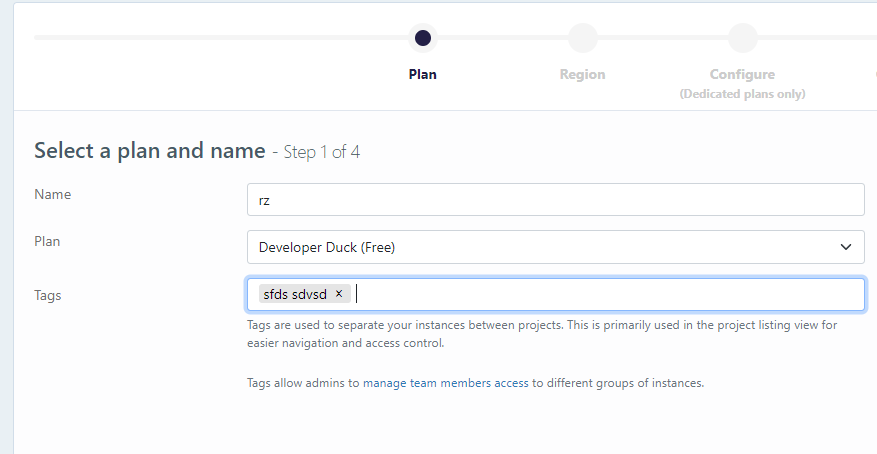 Plan
Region
Configure
(Dedicated plans only)
Select a plan and name - Step 1 of 4
Name
rz
Plan
Developer Duck (Free)
Tags
sfds sdvsd ×
Tags are used to separate your instances between projects. This is primarily used in the project listing view for
easier navigation and access control.
Tags allow admins to manage team members access to different groups of instances.